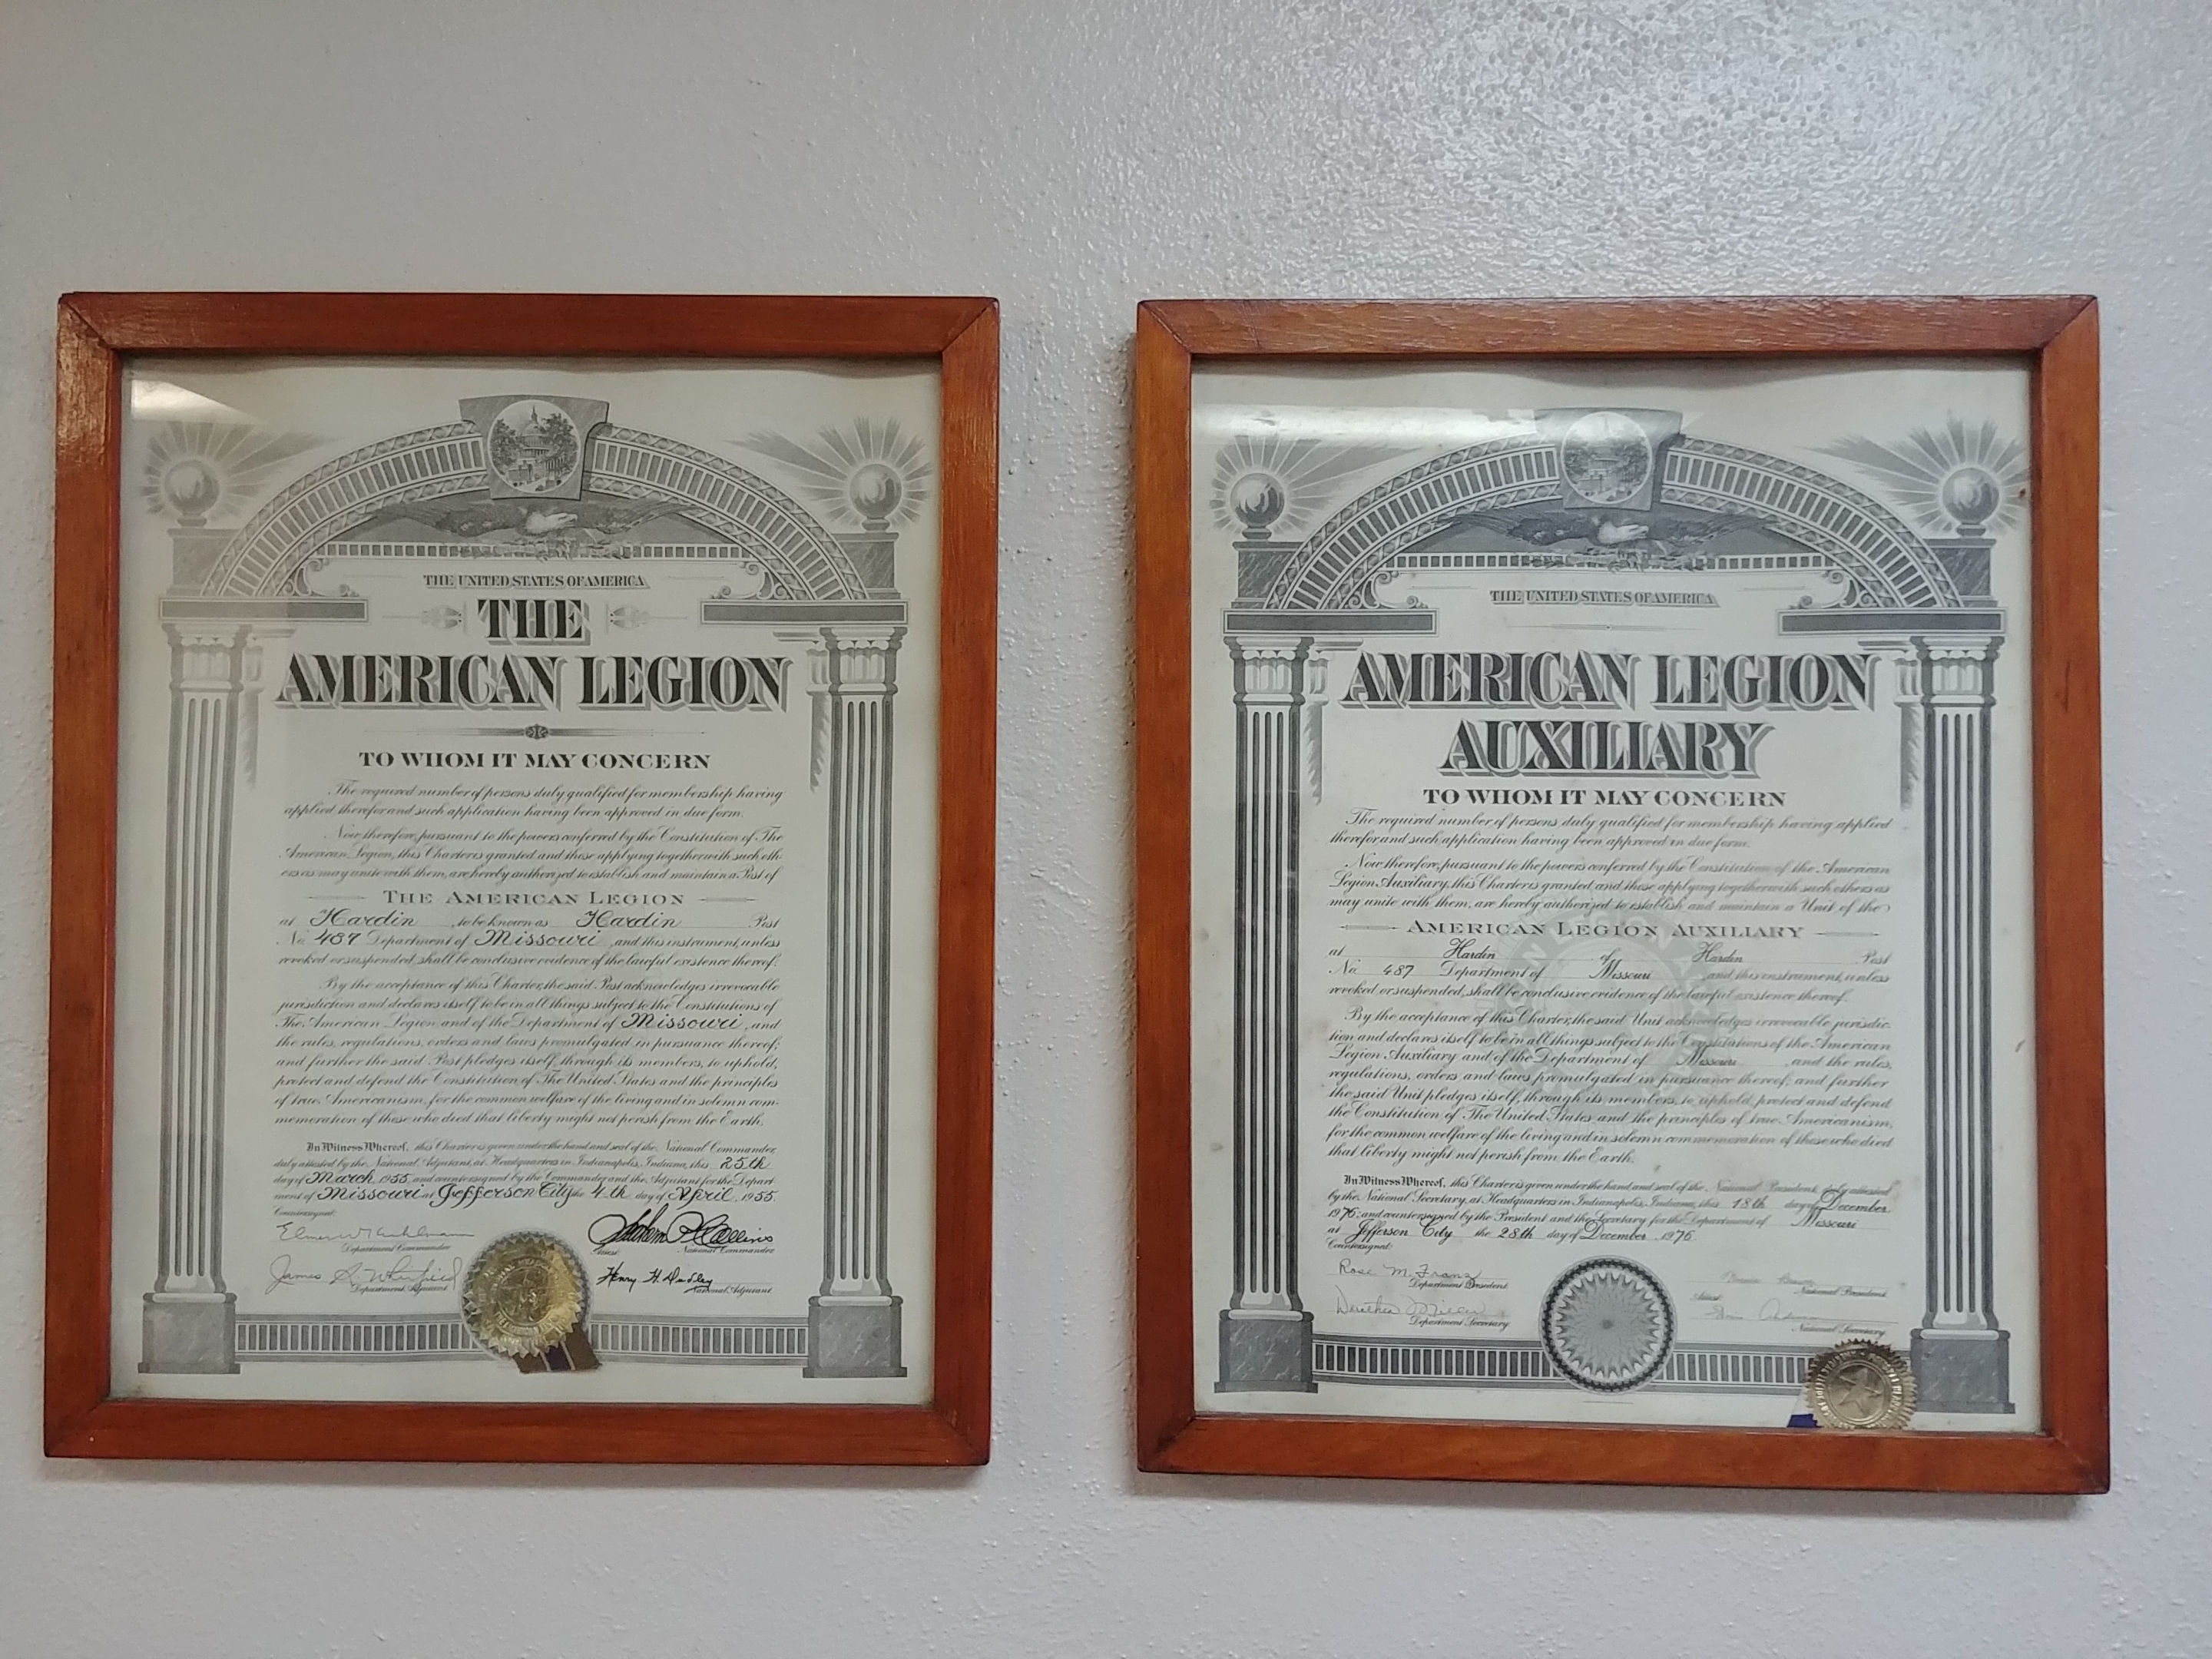 THE UNITED STATES OF AMERICA
THE
AMERICAN LEGION
TO WHOM IT MAY CONCERN
The required number of persons duly qualified for membership having
applied therefor and such application having been approved in due form.
Now therefore, pursuant to the powers conferred by the Constitution of The
American Legion, this Charter is granted and those applying together with such oth-
ers as may unite with them, are hereby authorized to establish and maintain a Post of
THE AMERICAN LEGION
at Hardin, to be known as Hardin Post
No. 487 Department of Missouri, and this instrument, unless
revoked or suspended, shall be conclusive evidence of the lawful existence thereof.
By the acceptance of this Charter, the said Post acknowledges irrevocable
jurisdiction and declares itself to be in all things subject to the Constitutions of
The American Legion and of the Department of Missouri, and
the rules, regulations, orders and laws promulgated in pursuance thereof;
and further the said Post pledges itself, through its members, to uphold,
protect and defend the Constitution of The United States and the principles
of true Americanism, for the common welfare of the living and in solemn com-
memoration of those who died that liberty might not perish from the Earth.
In Witness Whereof, this Charter is given under the hand and seal of the National Commander,
duly attested by the National Adjutant, at Headquarters in Indianapolis, Indiana, this 25th
day of March 1955, and countersigned by the Commander and the Adjutant for the Depart-
ment of Missouri at Jefferson City the 4th day of April, 1955
Countersigned:
Department Commander
Attest: National Commander
James
Department Adjutant
Henry H. Dudley
National Adjutant
THE UNITED STATES OF AMERICA
AMERICAN LEGION
AUXILIARY
TO WHOM IT MAY CONCERN
The required number of persons duly qualified for membership having applied
therefor and such application having been approved in due form.
Now therefore, pursuant to the powers conferred by the Constitution of the American
Legion Auxiliary, this Charter is granted and those applying together with such others as
may unite with them, are hereby authorized to establish and maintain a Unit of the
AMERICAN LEGION AUXILIARY
at Hardin of Hardin Post
No. 487 Department of Missouri, and this instrument, unless
revoked or suspended, shall be conclusive evidence of the lawful existence thereof.
By the acceptance of this Charter, the said Unit acknowledges irrevocable jurisdic-
tion and declares itself to be in all things subject to the Constitutions of the American
Legion Auxiliary and of the Department of Missouri, and the rules,
regulations, orders and laws promulgated in pursuance thereof; and further
the said Unit pledges itself, through its members, to uphold, protect and defend
the Constitution of The United States and the principles of true Americanism,
for the common welfare of the living and in solemn commemoration of those who died
that liberty might not perish from the Earth.
In Witness Whereof, this Charter is given under the hand and seal of the National President, duly attested
by the National Secretary, at Headquarters in Indianapolis, Indiana, this 18th day of December
1976; and countersigned by the President and the Secretary for the Department of Missouri
at Jefferson City the 28th day of December, 1976
Countersigned:
Rose M. Franz
Department President
National President
Attest:
Dorothea Miller
Department Secretary
National Secretary